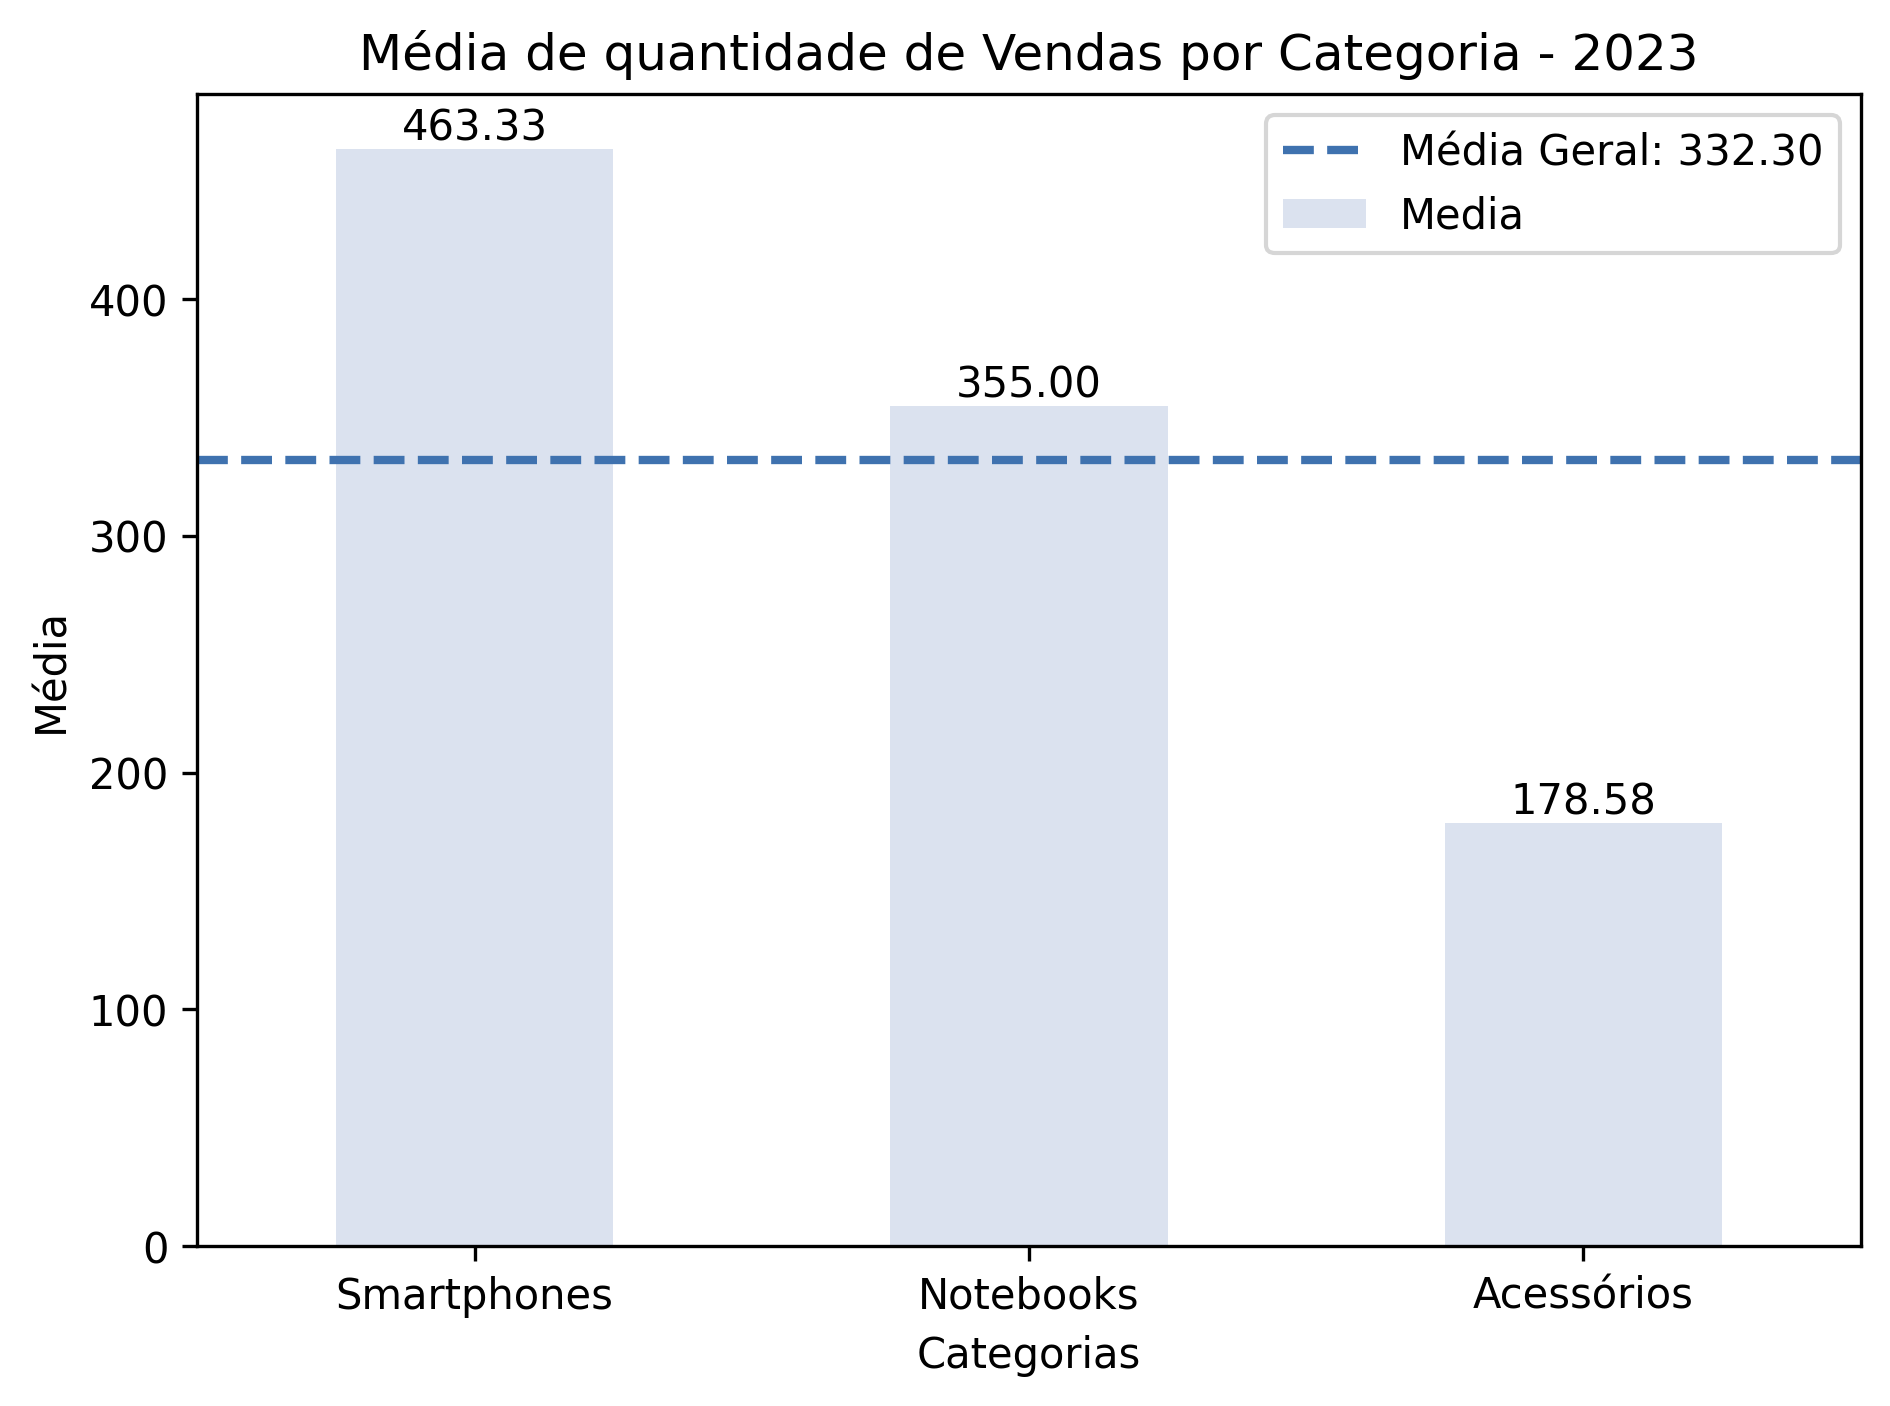 Média de quantidade de Vendas por Categoria - 2023
463.33
Média Geral: 332.30
Media
400
355.00
300
Média
200
178.58
100
0
Smartphones
Notebooks
Acessórios
Categorias